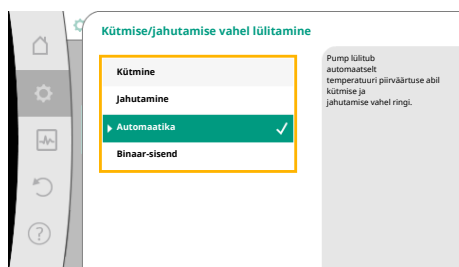 Kütmise/jahutamise vahel lülitamine
Kütmine
Jahutamine
Automaatika
Binaar-sisend
Pump lülitub
automaatselt
temperatuuri piirväärtuse abil
kütmise ja
jahutamise vahel ringi.